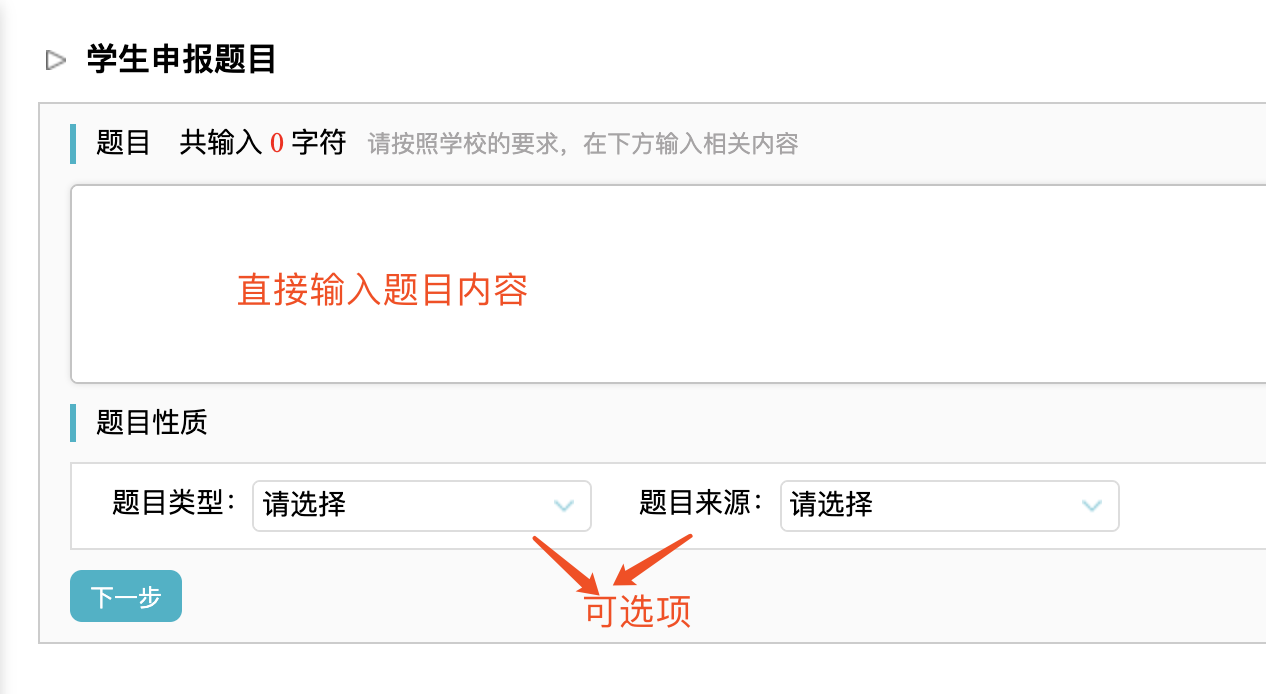 学生申报题目
题目 共输入 0 字符 请按照学校的要求，在下方输入相关内容
直接输入题目内容
题目性质
题目类型： 请选择 题目来源： 请选择
下一步
可选项